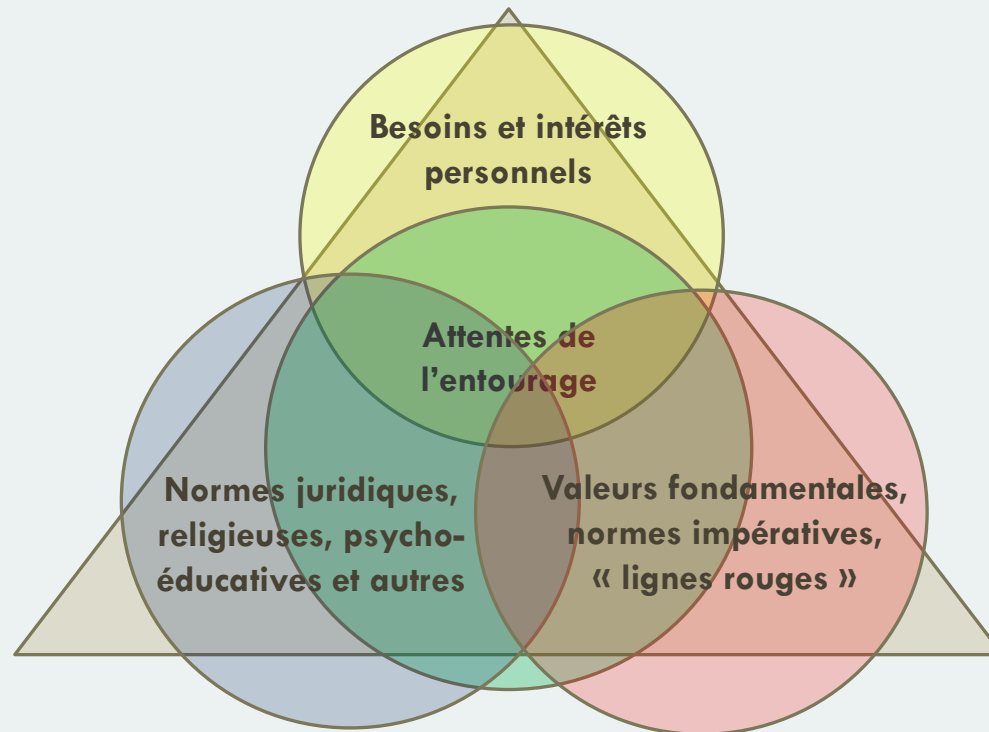 Besoins et intérêts
personnels
Attentes de
l’entourage
Normes juridiques,
religieuses, psycho-
éducatives et autres
Valeurs fondamentales,
normes impératives,
« lignes rouges »